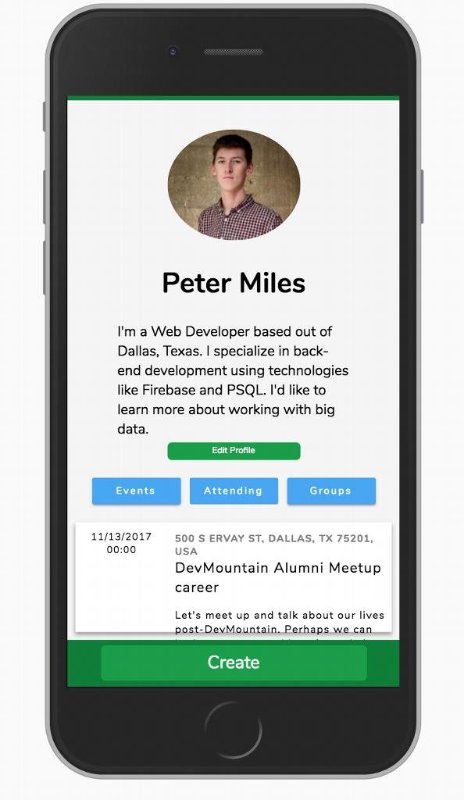 Peter Miles
I'm a Web Developer based out of
Dallas, Texas. I specialize in back-
end development using technologies
like Firebase and PSQL. I'd like to
learn more about working with big
data.
Edit Profile
Events Attending Groups
11/13/2017
00:00
500 S ERVAY ST, DALLAS, TX 75201,
USA
DevMountain Alumni Meetup
career
Let's meet up and talk about our lives
post-DevMountain. Perhaps we can
Create